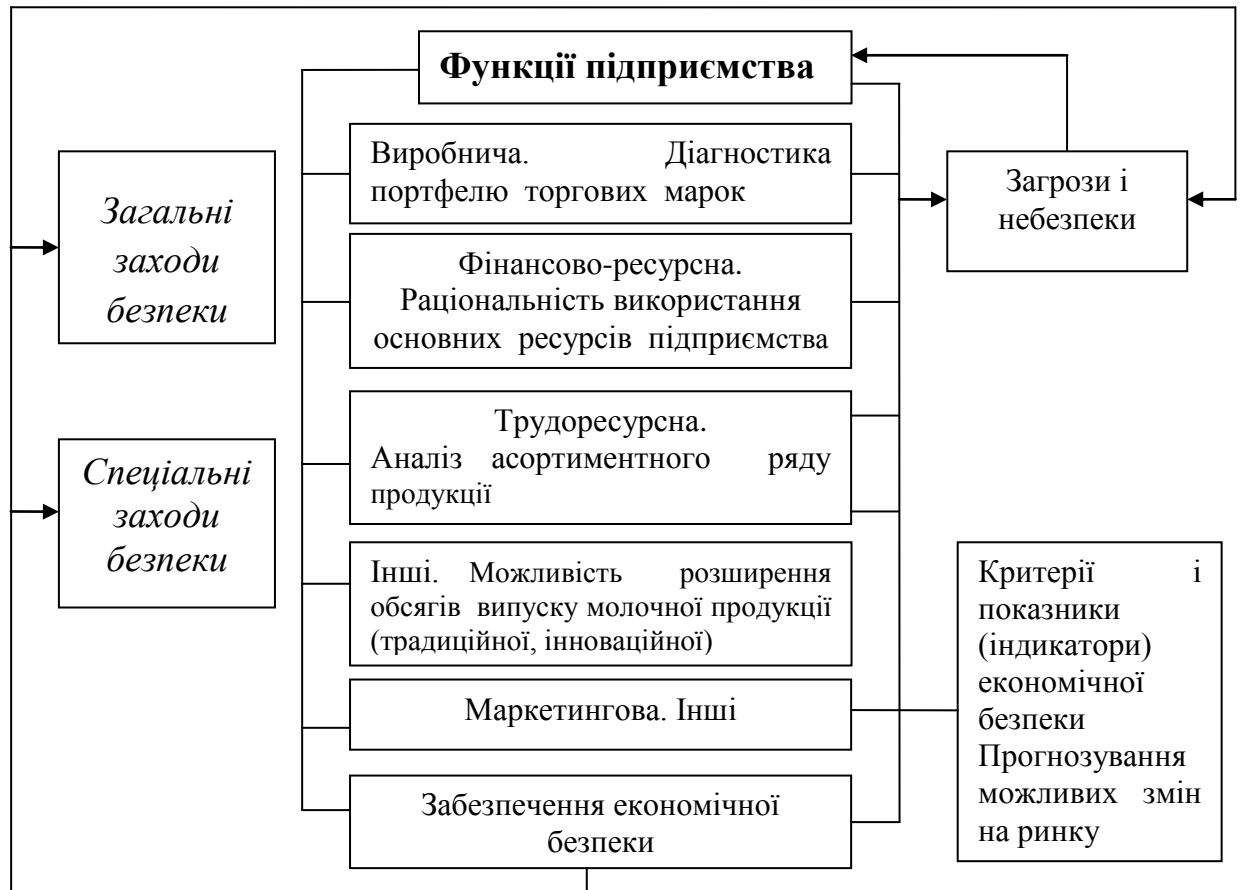 Функції підприємства
Виробнича. Діагностика
портфелю торгових марок
Загрози і
небезпеки
Загальні
заходи
безпеки
Фінансово-ресурсна.
Раціональність використання
основних ресурсів підприємства
Трудоресурсна.
Аналіз асортиментного ряду
продукції
Спеціальні
заходи
безпеки
Інші. Можливість розширення
обсягів випуску молочної продукції
(традиційної, інноваційної)
Критерії і
показники
(індикатори)
економічної
безпеки
Прогнозування
можливих змін
на ринку
Маркетингова. Інші
Забезпечення економічної
безпеки